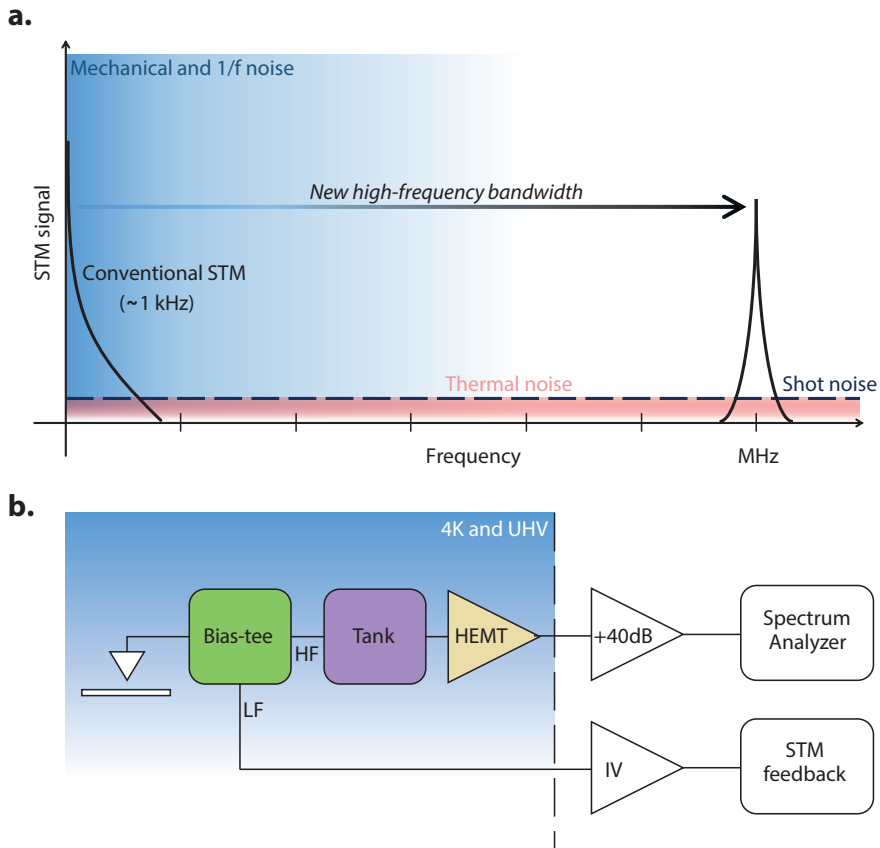 a.
Mechanical and 1/f noise
New high-frequency bandwidth
STM signal
Conventional STM
(~1 kHz)
Thermal noise
Shot noise
Frequency
MHz
b.
4K and UHV
Bias-tee
HF
Tank
HEMT
+40dB
Spectrum
Analyzer
LF
IV
STM
feedback